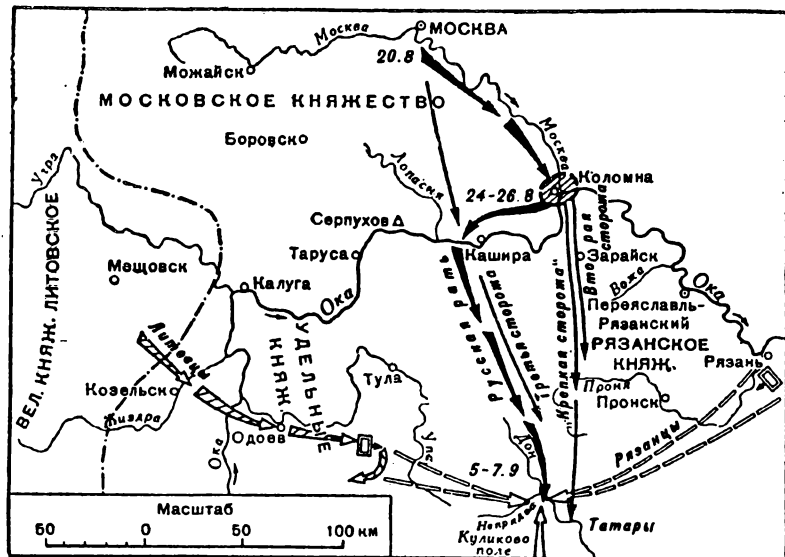 МОСКВА
Москва
20.8
Можайск
МОСКОВСКОЕ КНЯЖЕСТВО
Боровск
Москва
Угра
Лопасня
Коломна
24-26.8
Серпухов
Таруса
Кашира
Вторая
сторожа
Зарайск
Вожа
Ока
Мещовск
Калуга
Ока
ВЕЛ. КНЯЖ. ЛИТОВСКОЕ
Русская рать
Третья сторожа
"Крепкая сторожа"
Переяславль-
Рязанский
РЯЗАНСКОЕ
КНЯЖ.
Рязань
Литовцы
УДЕЛЬНЫЕ
КНЯЖ.
Тула
Козельск
Жиздра
Проня
Пронск
Одоев
Ока
Упа
Дон
Рязанцы
5-7.9
Непрядва
Куликово
поле
Татары
Масштаб
50 0 50 100 км